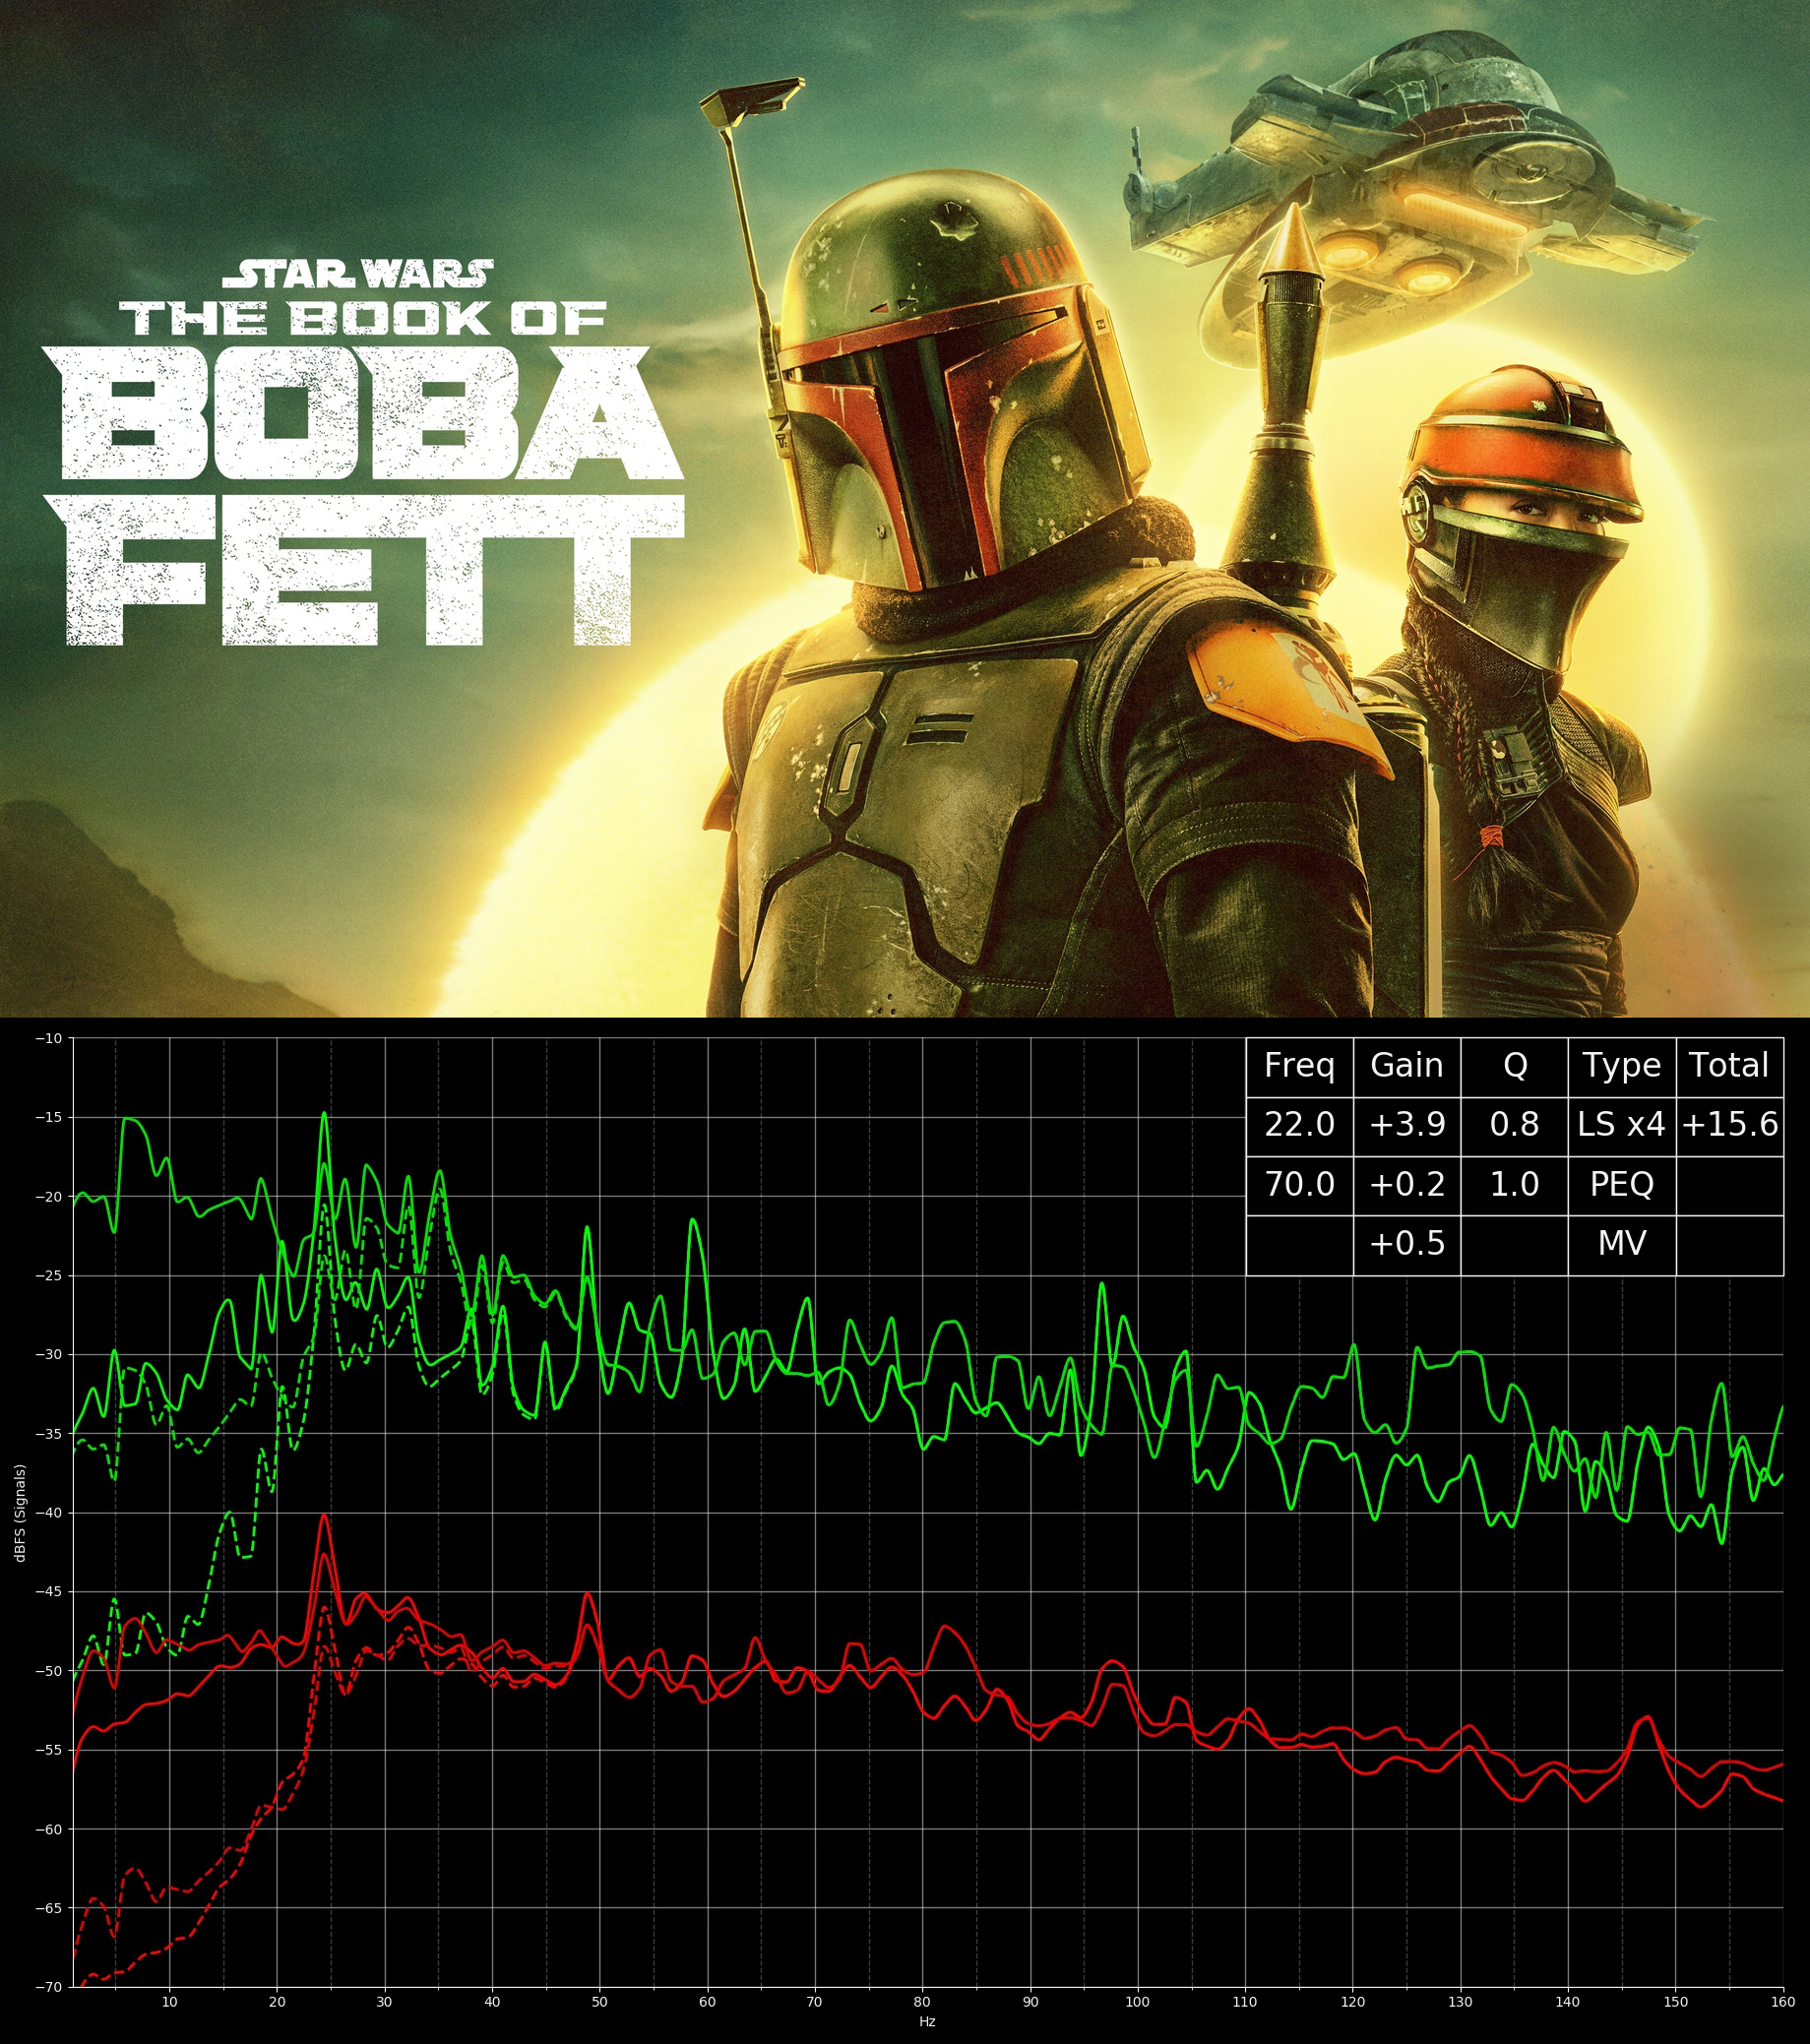 STAR WARS
THE BOOK OF
BOBA
FETT
Freq Gain Q Type Total
22.0 +3.9 0.8 LS x4 +15.6
70.0 +0.2 1.0 PEQ
+0.5 MV
−10
−15
−20
−25
−30
−35
−40
−45
−50
−55
−60
−65
−70
dBFS (Signals)
10 20 30 40 50 60 70 80 90 100 110 120 130 140 150 160
Hz